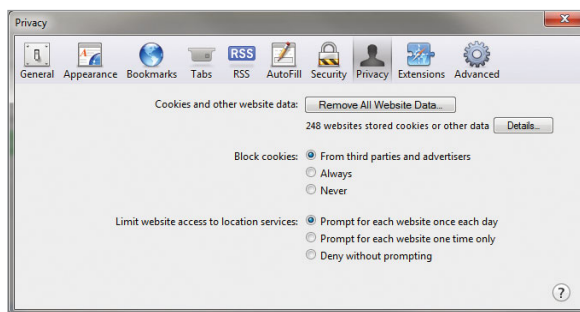 Privacy
RSS
General Appearance Bookmarks Tabs RSS AutoFill Security Privacy Extensions Advanced
Cookies and other website data: Remove All Website Data...
248 websites stored cookies or other data Details...
Block cookies: From third parties and advertisers
Always
Never
Limit website access to location services: Prompt for each website once each day
Prompt for each website one time only
Deny without prompting
?